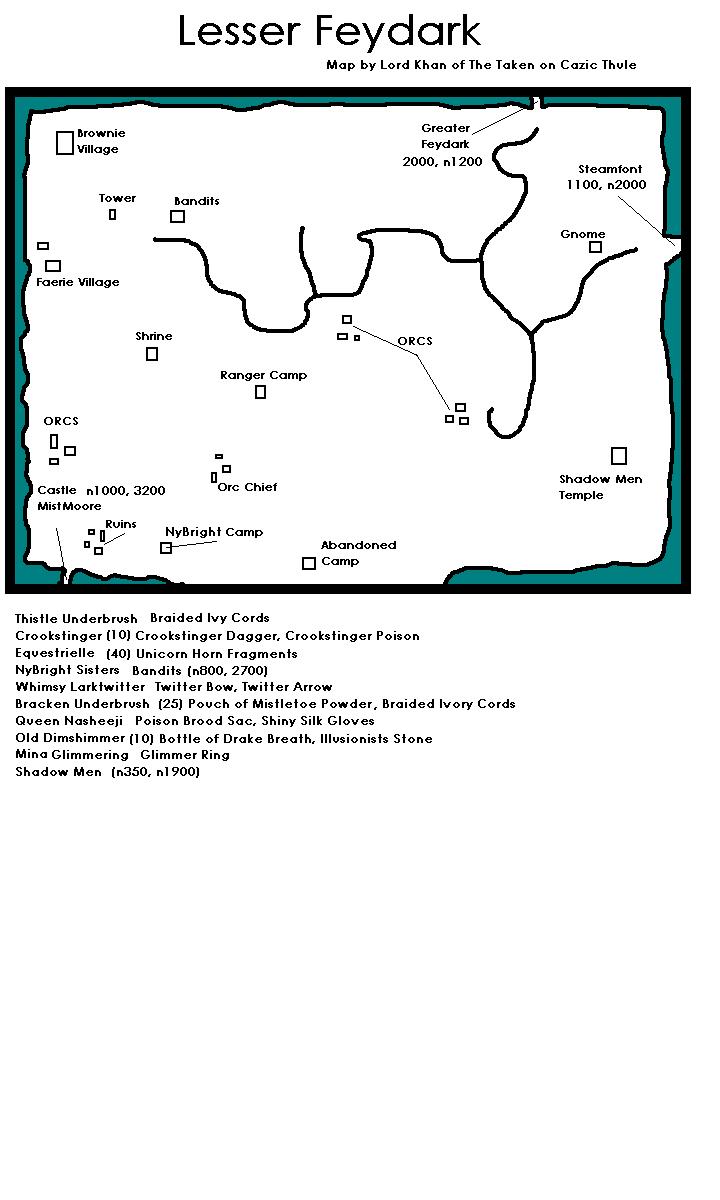 Lesser Feydark
Map by Lord Khan of The Taken on Cazic Thule
Brownie
Village
Greater
Feydark
2000, n1200
Steamfont
1100, n2000
Tower
Bandits
Gnome
Faerie Village
Shrine
ORCS
Ranger Camp
ORCS
Shadow Men
Temple
Orc Chief
Castle n1000, 3200
MistMoore
Ruins
NyBright Camp
Abandoned
Camp
Thistle Underbrush Braided Ivy Cords
Crookstinger (10) Crookstinger Dagger, Crookstinger Poison
Equestrielle (40) Unicorn Horn Fragments
NyBright Sisters Bandits (n800, 2700)
Whimsy Larktwitter Twitter Bow, Twitter Arrow
Bracken Underbrush (25) Pouch of Mistletoe Powder, Braided Ivory Cords
Queen Nasheeji Poison Brood Sac, Shiny Silk Gloves
Old Dimshimmer (10) Bottle of Drake Breath, Illusionists Stone
Mina Glimmering Glimmer Ring
Shadow Men (n350, n1900)